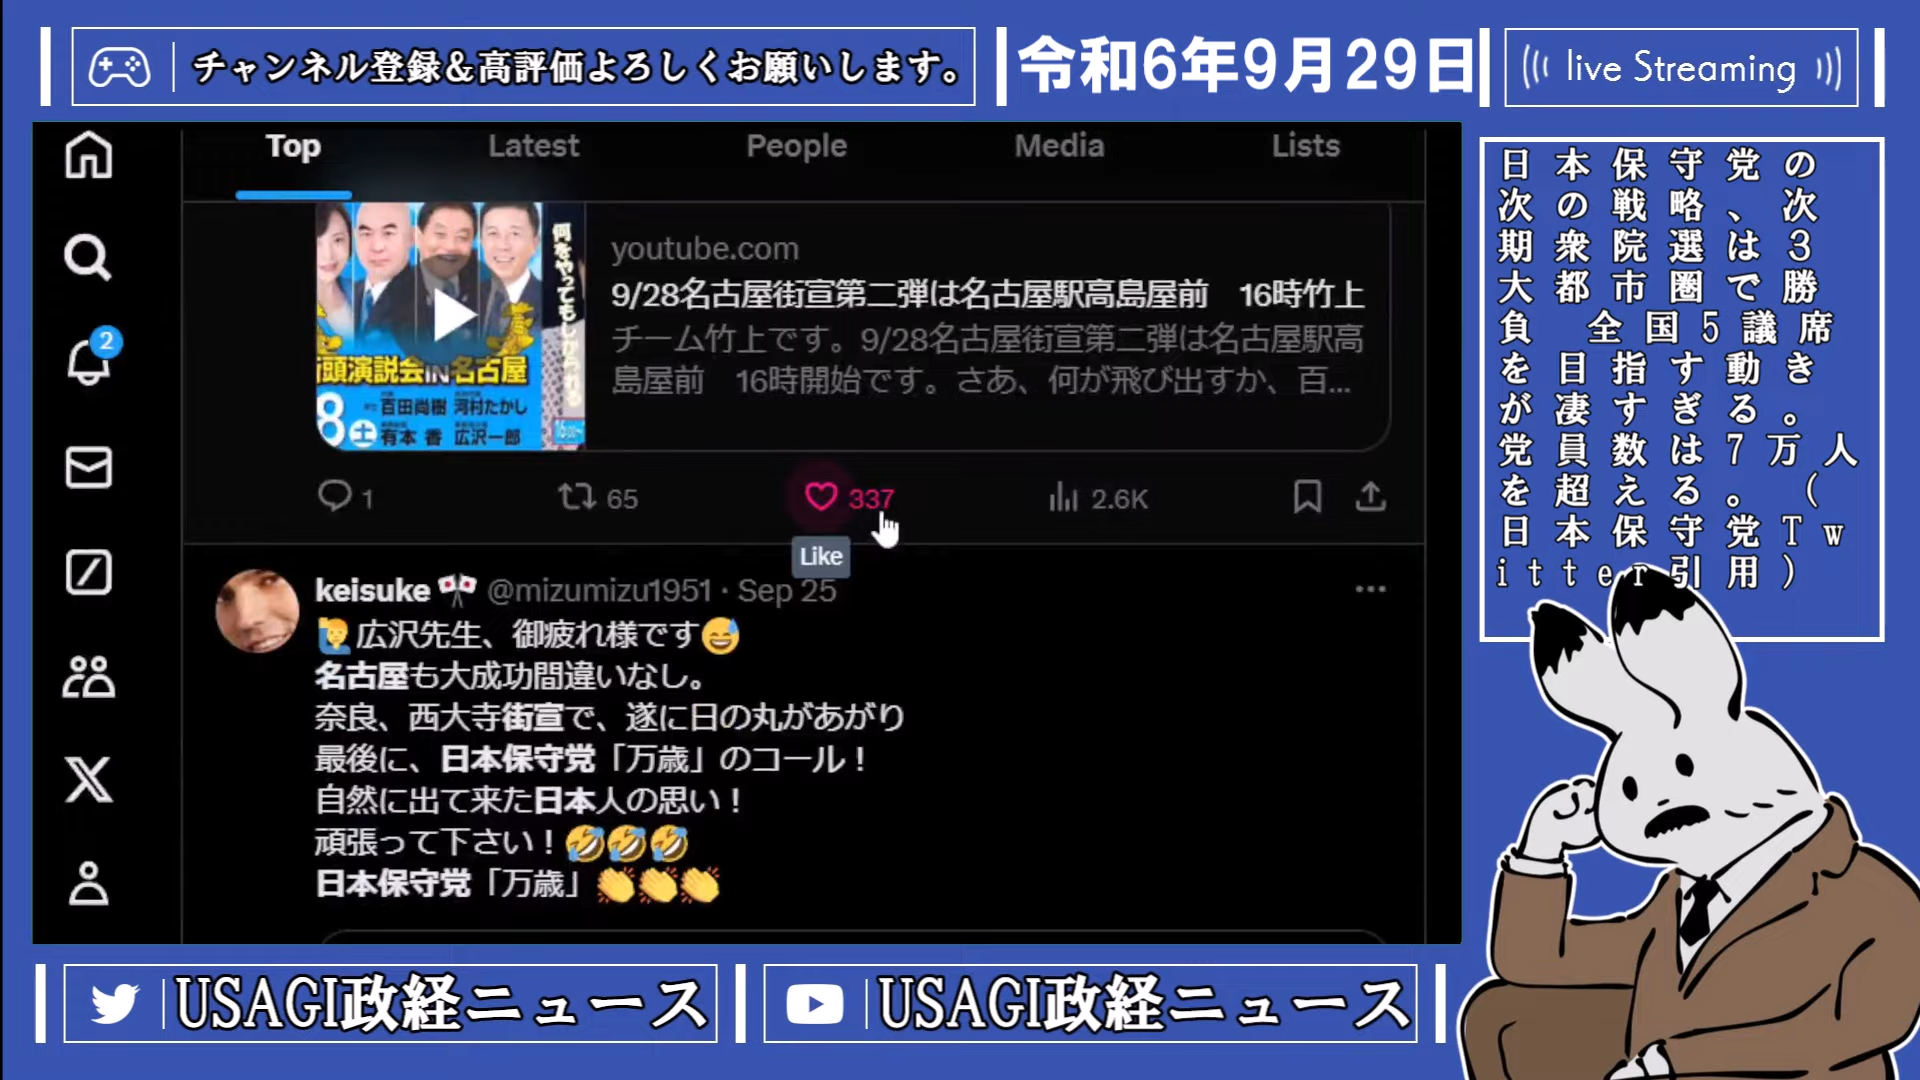 チャンネル登録＆高評価よろしくお願いします。
令和6年9月29日
live Streaming
Top
Latest
People
Media
Lists
何をやってもしばかれる
街頭演説会IN名古屋
8
土
百田尚樹 河村たかし
有本 香 広沢一郎
16:00~
youtube.com
9/28名古屋街宣第二弾は名古屋駅高島屋前　16時竹上
チーム竹上です。9/28名古屋街宣第二弾は名古屋駅高
島屋前　16時開始です。さあ、何が飛び出すか、百...
2
1
65
337
2.6K
Like
keisuke @mizumizu1951 · Sep 25
🙋‍♂️広沢先生、御疲れ様です😅
名古屋も大成功間違いなし。
奈良、西大寺街宣で、遂に日の丸があがり
最後に、日本保守党「万歳」のコール！
自然に出て来た日本人の思い！
頑張って下さい！🤣🤣🤣
日本保守党「万歳」👏👏👏
日本保守党の
次の戦略、次
期衆院選は３
大都市圏で勝
負　全国5議席
を目指す動き
が凄すぎる。
党員数は７万人
を超える。（
日本保守党Ｔｗ
ｉｔｔｅｒ引用）
USAGI政経ニュース
USAGI政経ニュース